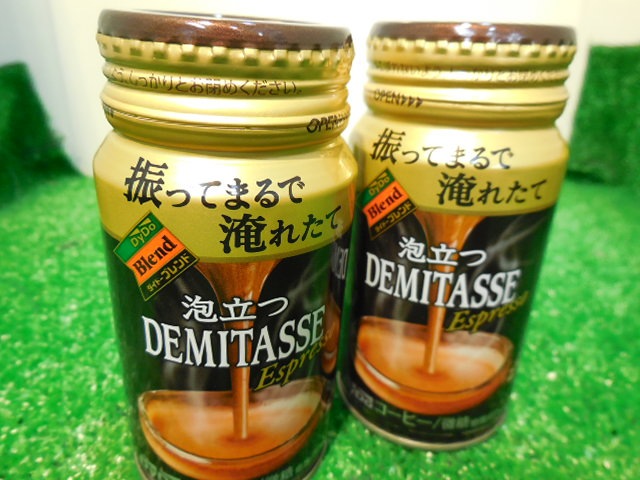 しっかりとお閉めください。
OPEN
振ってまるで
淹れたて
DyDo
Blend
ダイドーブレンド
泡立つ
DEMITASSE
Espresso
OPEN
振ってまるで
淹れたて
DyDo
Blend
ダイドーブレンド
泡立つ
DEMITASSE
Espresso
コーヒー/微糖